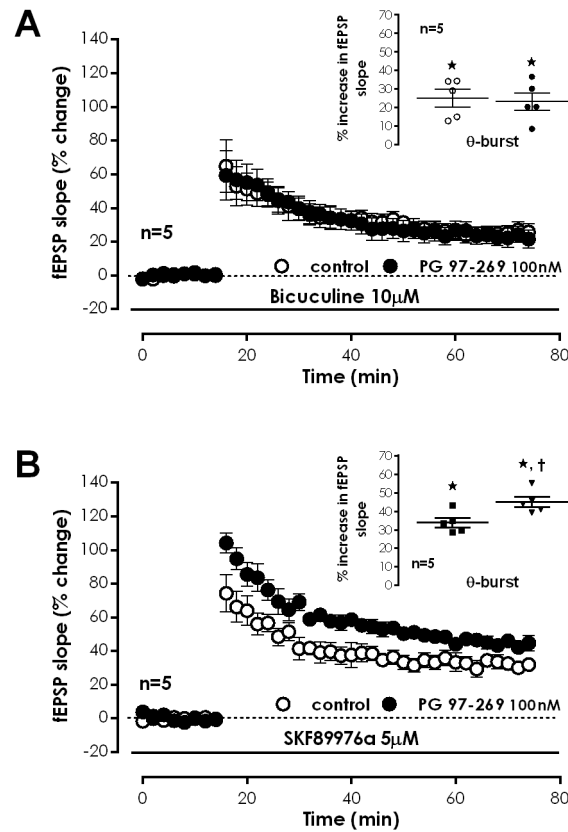 A
fEPSP slope (% change)
140
120
100
80
60
40
20
0
-20
n=5
control PG 97-269 100nM
Bicuculine 10µM
0 20 40 60 80
Time (min)
% increase in fEPSP
slope
70
60
50
40
30
20
10
0
n=5
★ ★
θ-burst
B
fEPSP slope (% change)
140
120
100
80
60
40
20
0
-20
n=5
control PG 97-269 100nM
SKF89976a 5µM
0 20 40 60 80
Time (min)
% increase in fEPSP
slope
70
60
50
40
30
20
10
0
★ ★, †
n=5
θ-burst